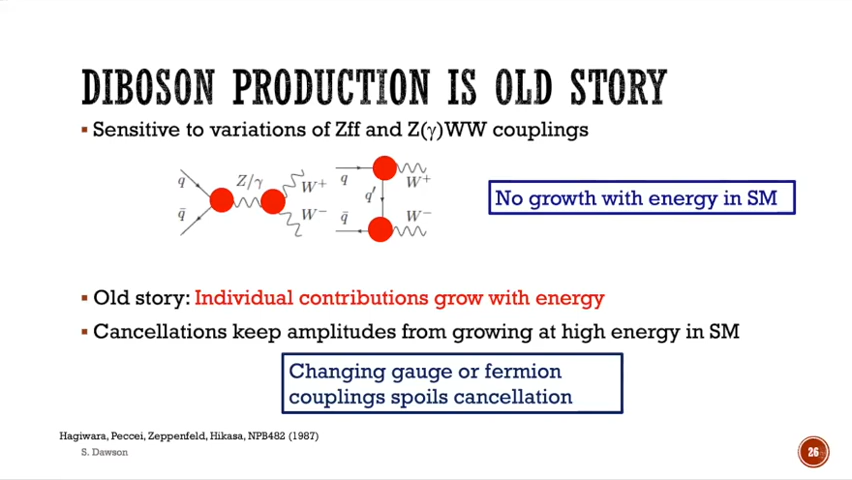 DIBOSON PRODUCTION IS OLD STORY
▪ Sensitive to variations of Zff and Z(γ)WW couplings
q
Z/γ
W⁺
W⁻
q̄
q
W⁺
q'
q̄
W⁻
No growth with energy in SM
▪ Old story: Individual contributions grow with energy
▪ Cancellations keep amplitudes from growing at high energy in SM
Changing gauge or fermion
couplings spoils cancellation
Hagiwara, Peccei, Zeppenfeld, Hikasa, NPB482 (1987)
S. Dawson
26